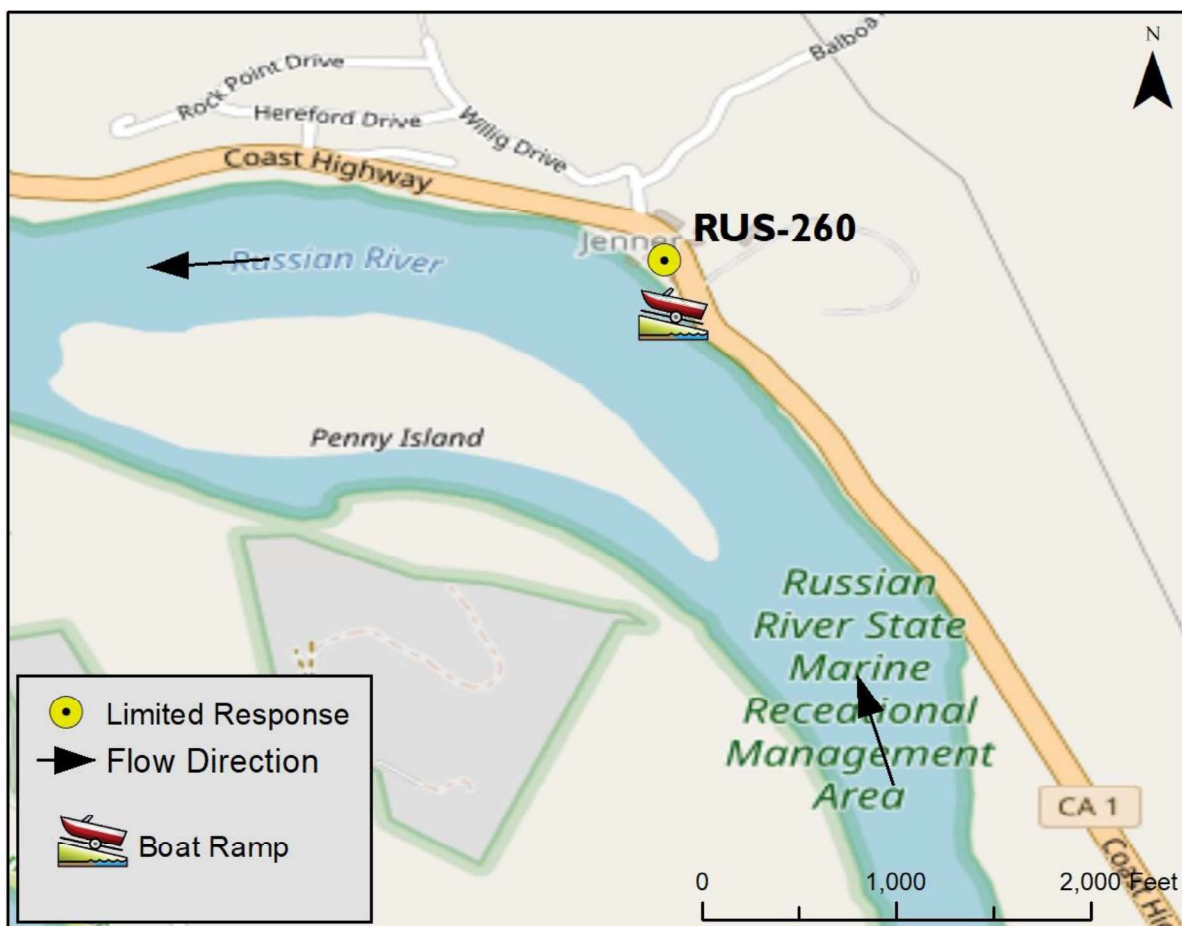 N
Balboa
Rock Point Drive
Hereford Drive
Willig Drive
Coast Highway
RUS-260
Jenner
Russian River
Penny Island
Russian
River State
Marine
Recreational
Management
Area
Limited Response
Flow Direction
Boat Ramp
CA 1
Coast Hi
0 1,000 2,000 Feet